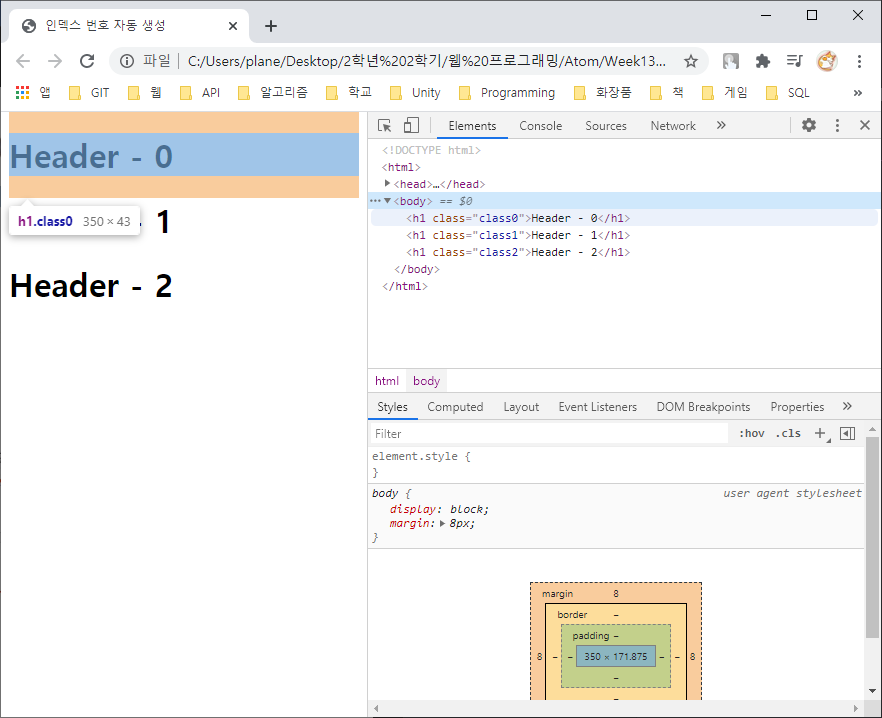 인덱스 번호 자동 생성
파일 C:/Users/plane/Desktop/2학년%202학기/웹%20프로그래밍/Atom/Week13...
앱 GIT 웹 API 알고리즘 학교 Unity Programming 화장품 책 게임 SQL »
Header - 0
h1.class0 350 × 43
1
Header - 2
Elements Console Sources Network »
<!DOCTYPE html>
<html>
<head>…</head>
<body> == $0
<h1 class="class0">Header - 0</h1>
<h1 class="class1">Header - 1</h1>
<h1 class="class2">Header - 2</h1>
</body>
</html>
html body
Styles Computed Layout Event Listeners DOM Breakpoints Properties »
Filter :hov .cls +
element.style {
}
body { user agent stylesheet
display: block;
margin: 8px;
}
margin 8
border –
padding –
8 – – 350 × 171.875 – – 8
–